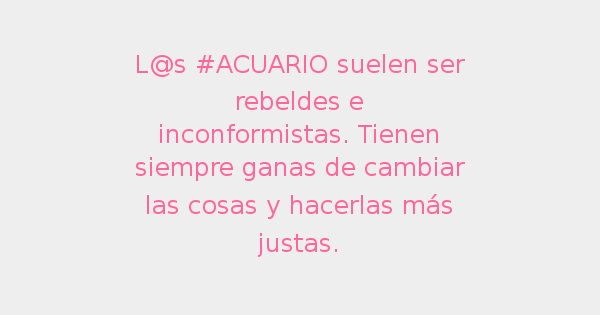 L@s #ACUARIO suelen ser
rebeldes e
inconformistas. Tienen
siempre ganas de cambiar
las cosas y hacerlas más
justas.